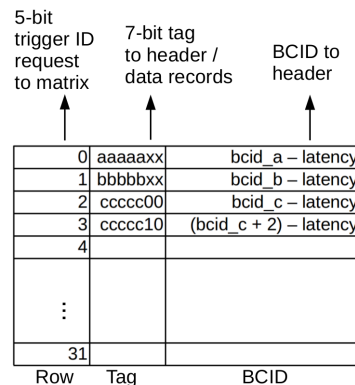 5-bit
trigger ID
request
to matrix
7-bit tag
to header /
data records
BCID to
header
0 aaaaaxx bcid_a – latency
1 bbbbbxx bcid_b – latency
2 ccccc00 bcid_c – latency
3 ccccc10 (bcid_c + 2) – latency
4
⋮
31
Row Tag BCID